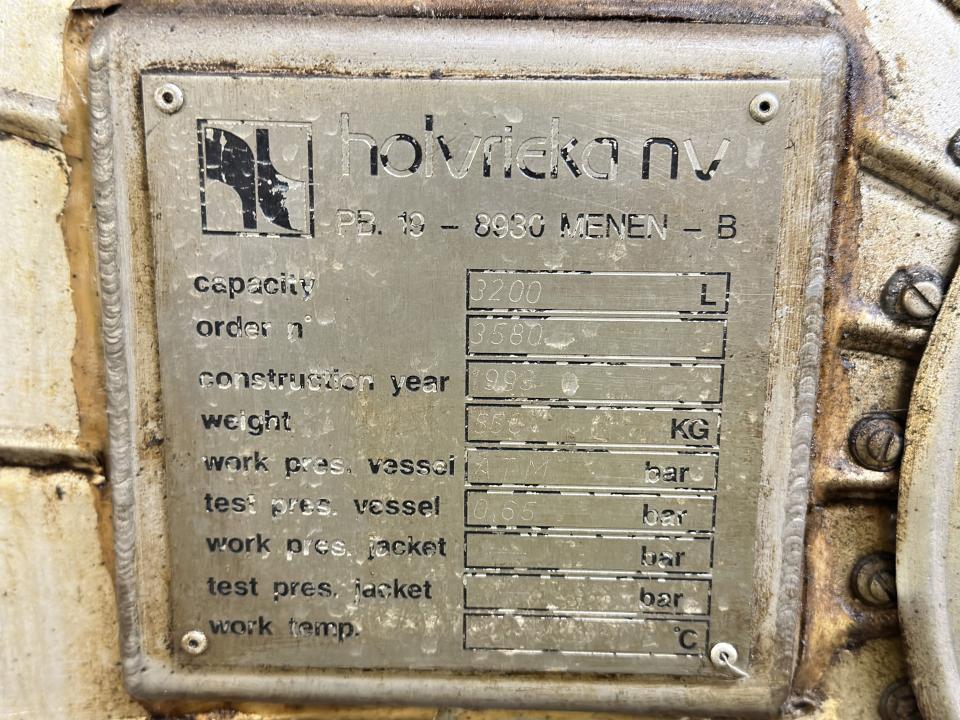 holvrieka nv
PB. 19 - 8930 MENEN - B
capacity 3200 L
order n° 3580
construction year 1993
weight KG
work pres. vessel ATM bar
test pres. vessel 0,65 bar
work pres. jacket bar
test pres. jacket bar
work temp. °C